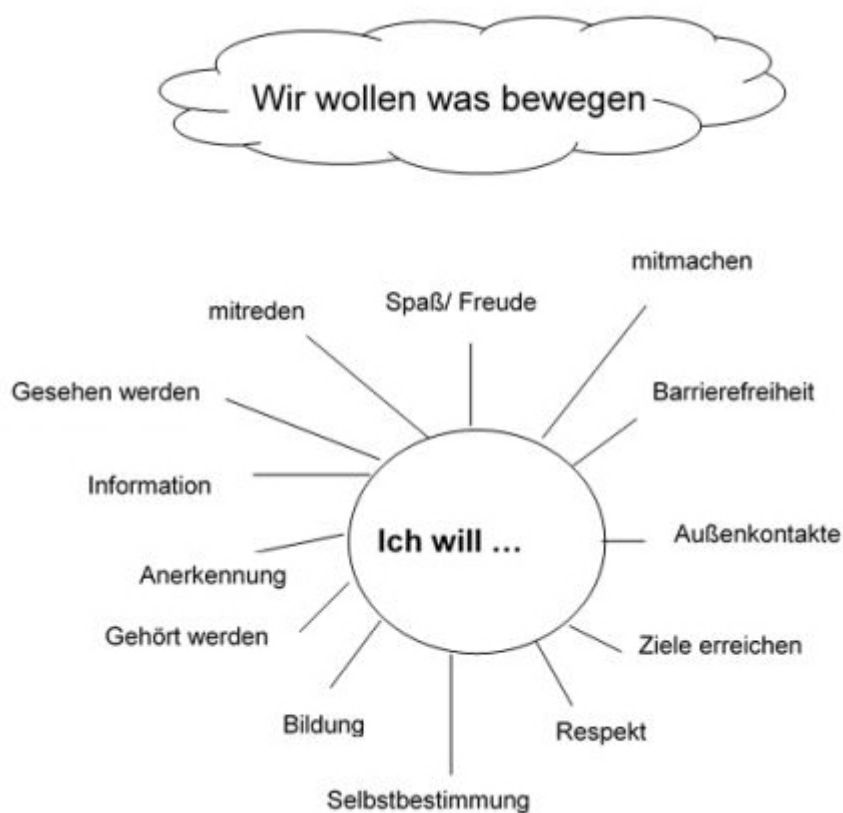 Wir wollen was bewegen
mitmachen
Spaß/ Freude
mitreden
Gesehen werden
Barrierefreiheit
Information
Ich will …
Außenkontakte
Anerkennung
Gehört werden
Ziele erreichen
Bildung
Respekt
Selbstbestimmung